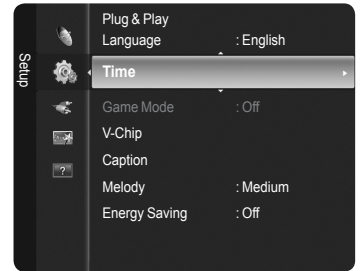 Setup
Plug & Play
Language : English
Time
Game Mode : Off
V-Chip
Caption
Melody : Medium
Energy Saving : Off
?